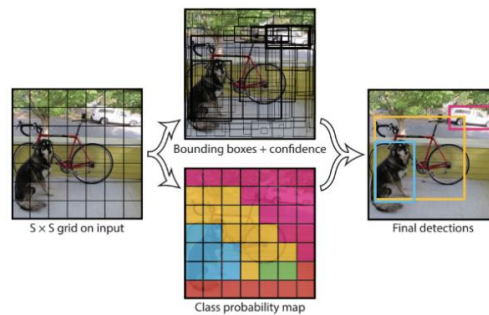 Bounding boxes + confidence
S × S grid on input
Final detections
Class probability map